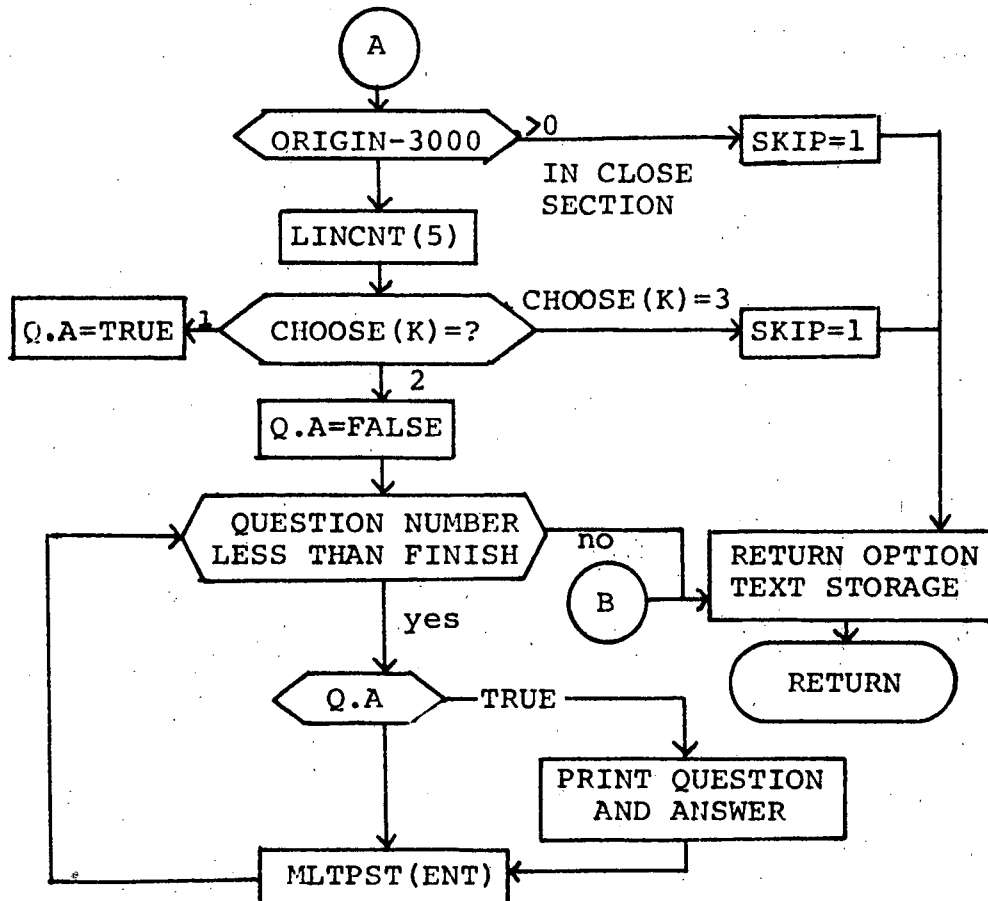 A
ORIGIN-3000
>0
SKIP=1
IN CLOSE
SECTION
LINCNT(5)
CHOOSE(K)=3
Q.A=TRUE
1
CHOOSE(K)=?
SKIP=1
2
Q.A=FALSE
QUESTION NUMBER
LESS THAN FINISH
no
B
RETURN OPTION
TEXT STORAGE
yes
RETURN
Q.A
TRUE
PRINT QUESTION
AND ANSWER
MLTPST(ENT)